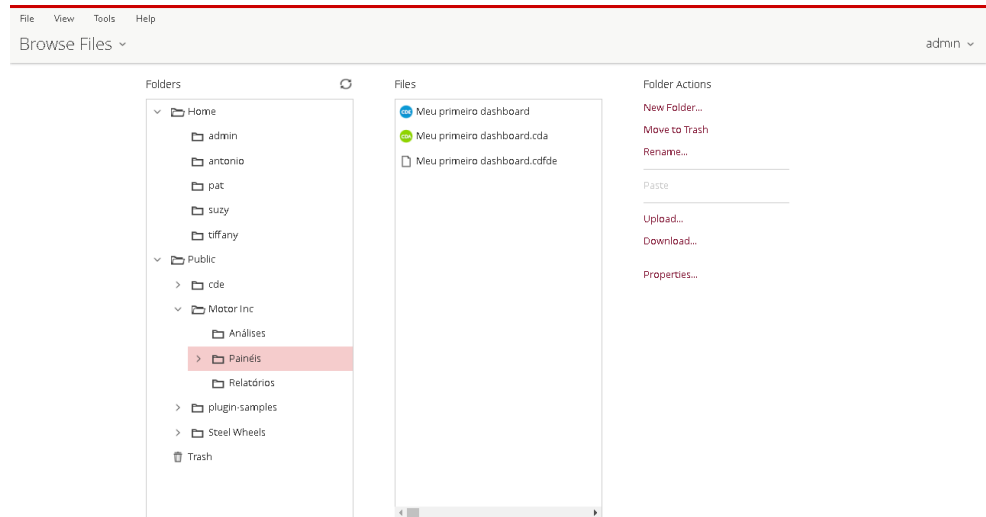 File View Tools Help
Browse Files
admin
Folders
Home
admin
antonio
pat
suzy
tiffany
Public
cde
Motor Inc
Análises
Painéis
Relatórios
plugin-samples
Steel Wheels
Trash
Files
CDE Meu primeiro dashboard
CDA Meu primeiro dashboard.cda
Meu primeiro dashboard.cdfde
Folder Actions
New Folder...
Move to Trash
Rename...
Paste
Upload...
Download...
Properties...